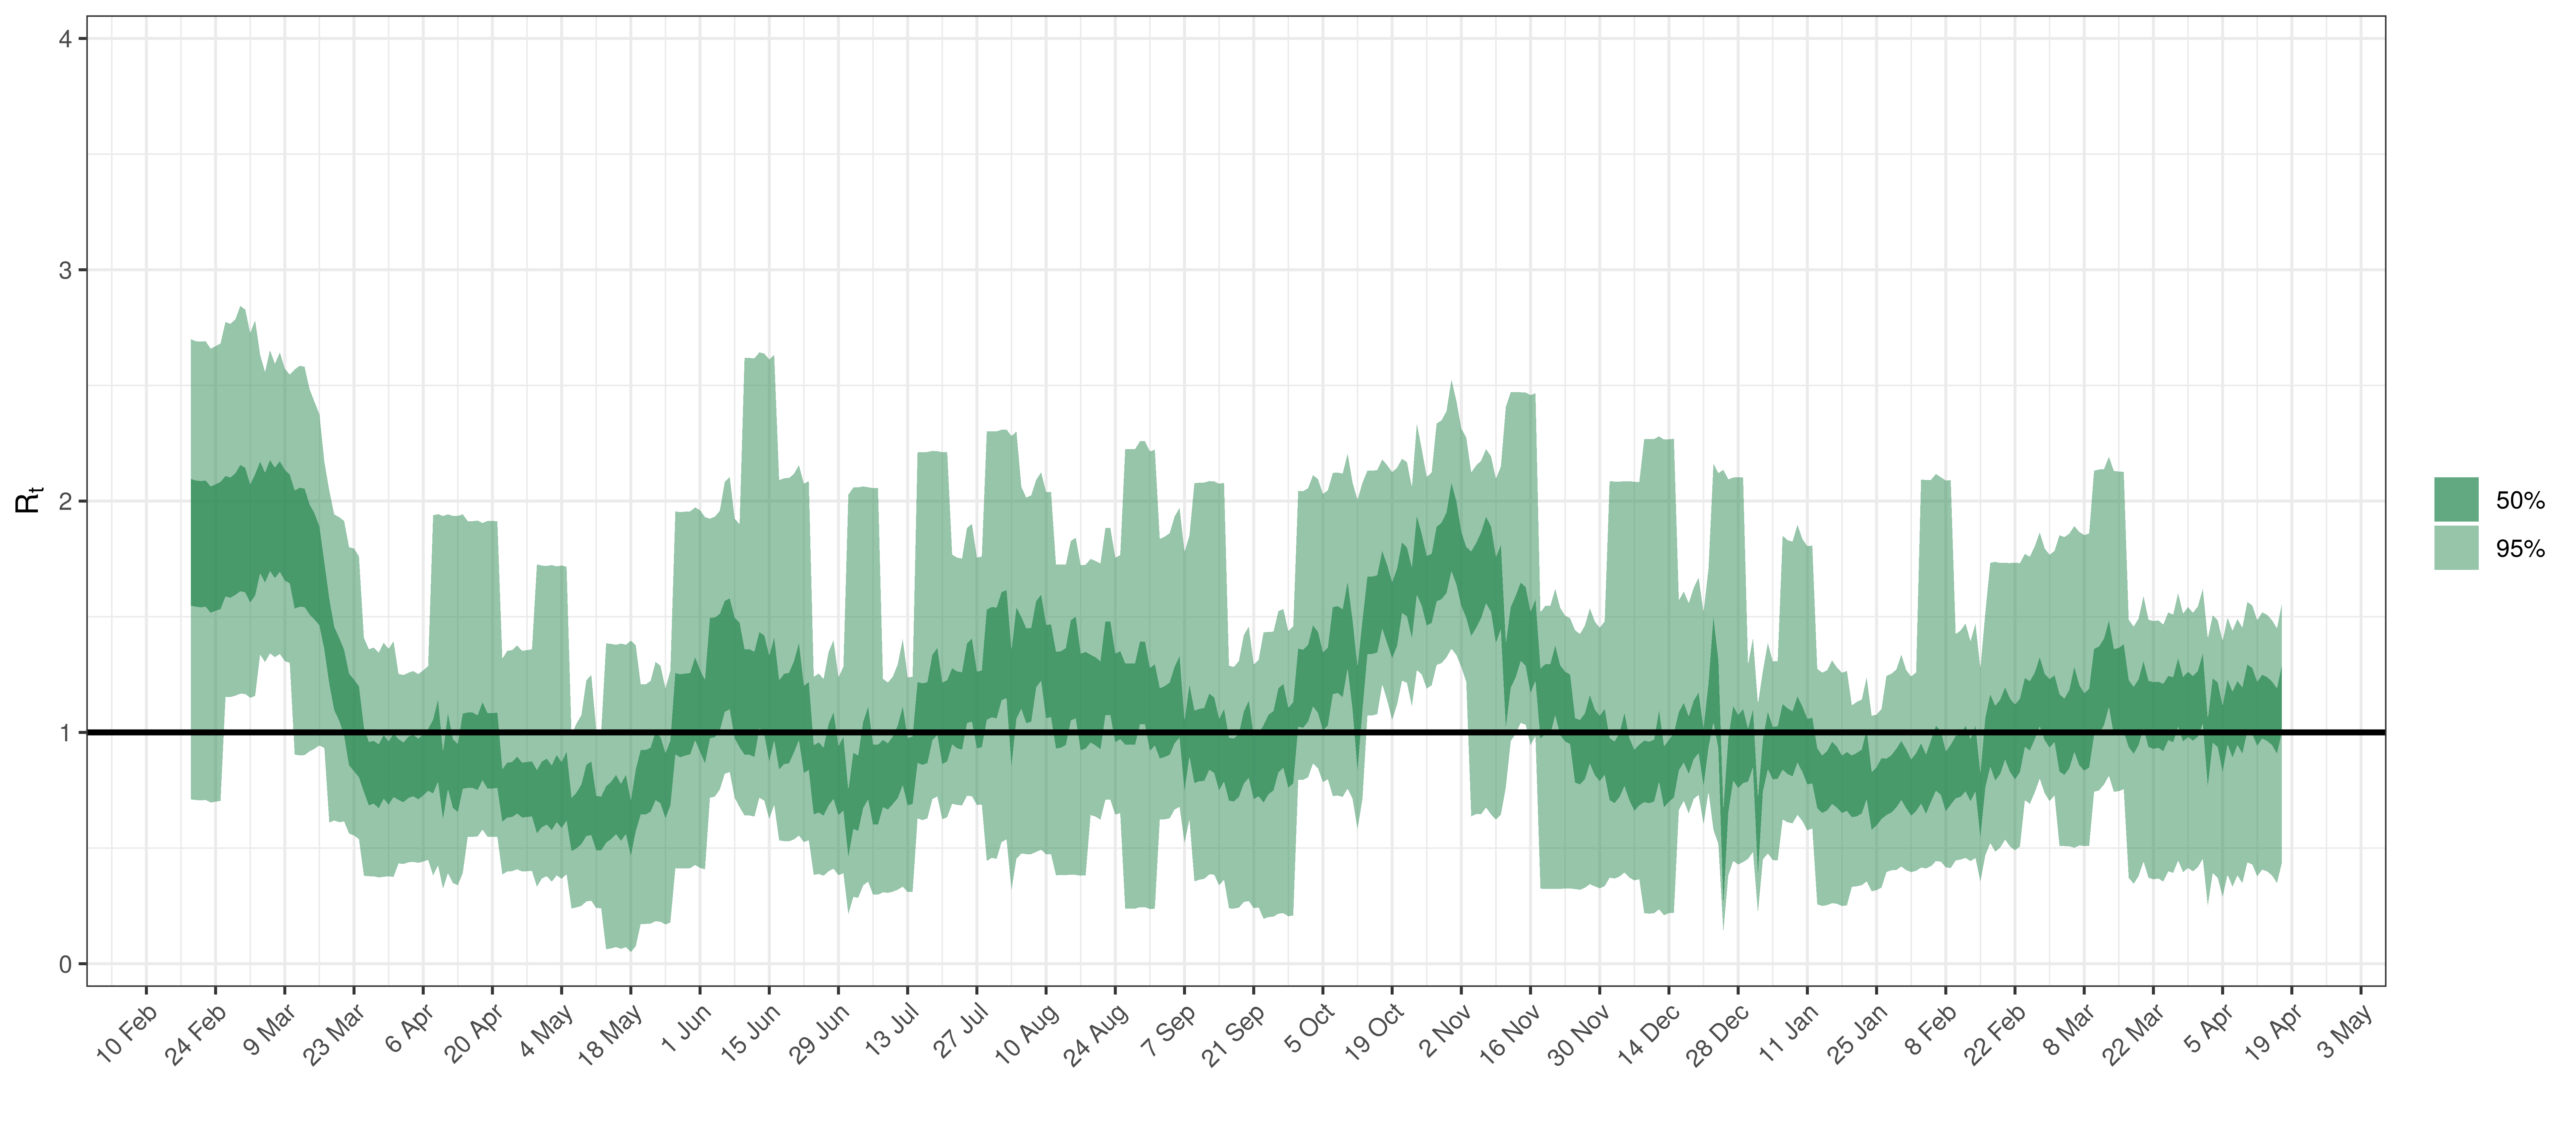 4
3
2
1
0
Rt
10 Feb
24 Feb
9 Mar
23 Mar
6 Apr
20 Apr
4 May
18 May
1 Jun
15 Jun
29 Jun
13 Jul
27 Jul
10 Aug
24 Aug
7 Sep
21 Sep
5 Oct
19 Oct
2 Nov
16 Nov
30 Nov
14 Dec
28 Dec
11 Jan
25 Jan
8 Feb
22 Feb
8 Mar
22 Mar
5 Apr
19 Apr
3 May
50%
95%